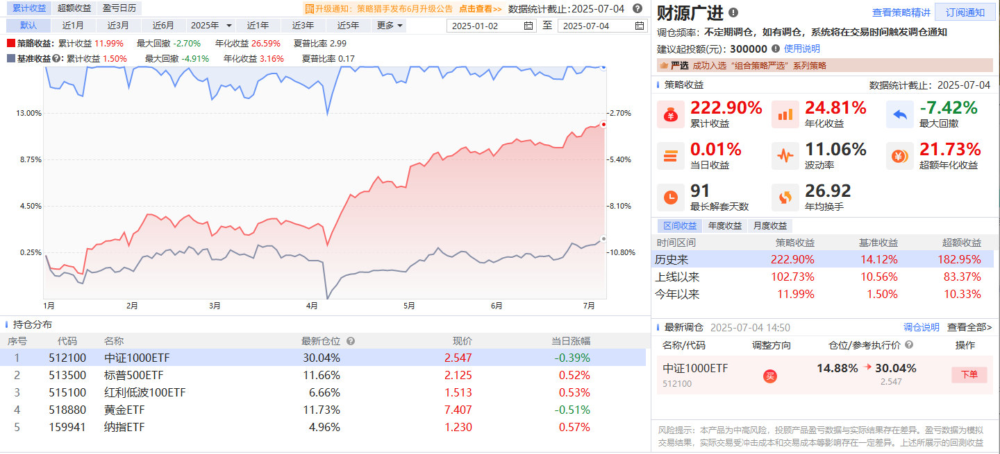 累计收益 超额收益 盈亏日历
新 升级通知：策略猎手发布6月升级公告 点击查看>> 数据统计截止:2025-07-04
默认 近1月 近3月 近6月 2025年 近1年 近3年 近5年 更多
2025-01-02 至 2025-07-04
策略收益: 累计收益 11.99% 最大回撤 -2.70% 年化收益 26.59% 夏普比率 2.99
基准收益: 累计收益 1.50% 最大回撤 -4.91% 年化收益 3.16% 夏普比率 0.17
13.00% -2.70%
8.75% -5.40%
4.50% -8.10%
0.25% -10.80%
1月 2月 3月 4月 5月 6月 7月
持仓分布
序号 代码 名称 最新仓位 现价 当日涨幅
1 512100 中证1000ETF 30.04% 2.547 -0.39%
2 513500 标普500ETF 11.66% 2.125 0.52%
3 515100 红利低波100ETF 6.66% 1.513 0.53%
4 518880 黄金ETF 11.73% 7.407 -0.51%
5 159941 纳指ETF 4.96% 1.230 0.57%
财源广进 查看策略精讲 订阅通知
调仓频率: 不定期调仓，如有调仓，系统将在交易时间触发调仓通知
建议起投额(元): 300000 使用说明
严选 成功入选“组合策略严选”系列策略
策略收益 数据统计截止: 2025-07-04
222.90% 24.81% -7.42%
累计收益 年化收益 最大回撤
0.01% 11.06% 21.73%
当日收益 波动率 超额年化收益
91 26.92
最长解套天数 年均换手
区间收益 年度收益 月度收益
时间区间 策略收益 基准收益 超额收益
历史来 222.90% 14.12% 182.95%
上线以来 102.73% 10.56% 83.37%
今年以来 11.99% 1.50% 10.33%
最新调仓 2025-07-04 14:50 调仓说明 查看全部>
名称/代码 调整方向 仓位/参考执行价 操作
中证1000ETF 买 14.88% 30.04% 下单
512100 2.547
风险提示：本产品为中高风险，投顾产品盈亏数据与实际结果存在差异。盈亏数据为模拟
交易结果，实际交易受冲击成本和交易成本等影响存在一定差异。上述所展示的回测收益